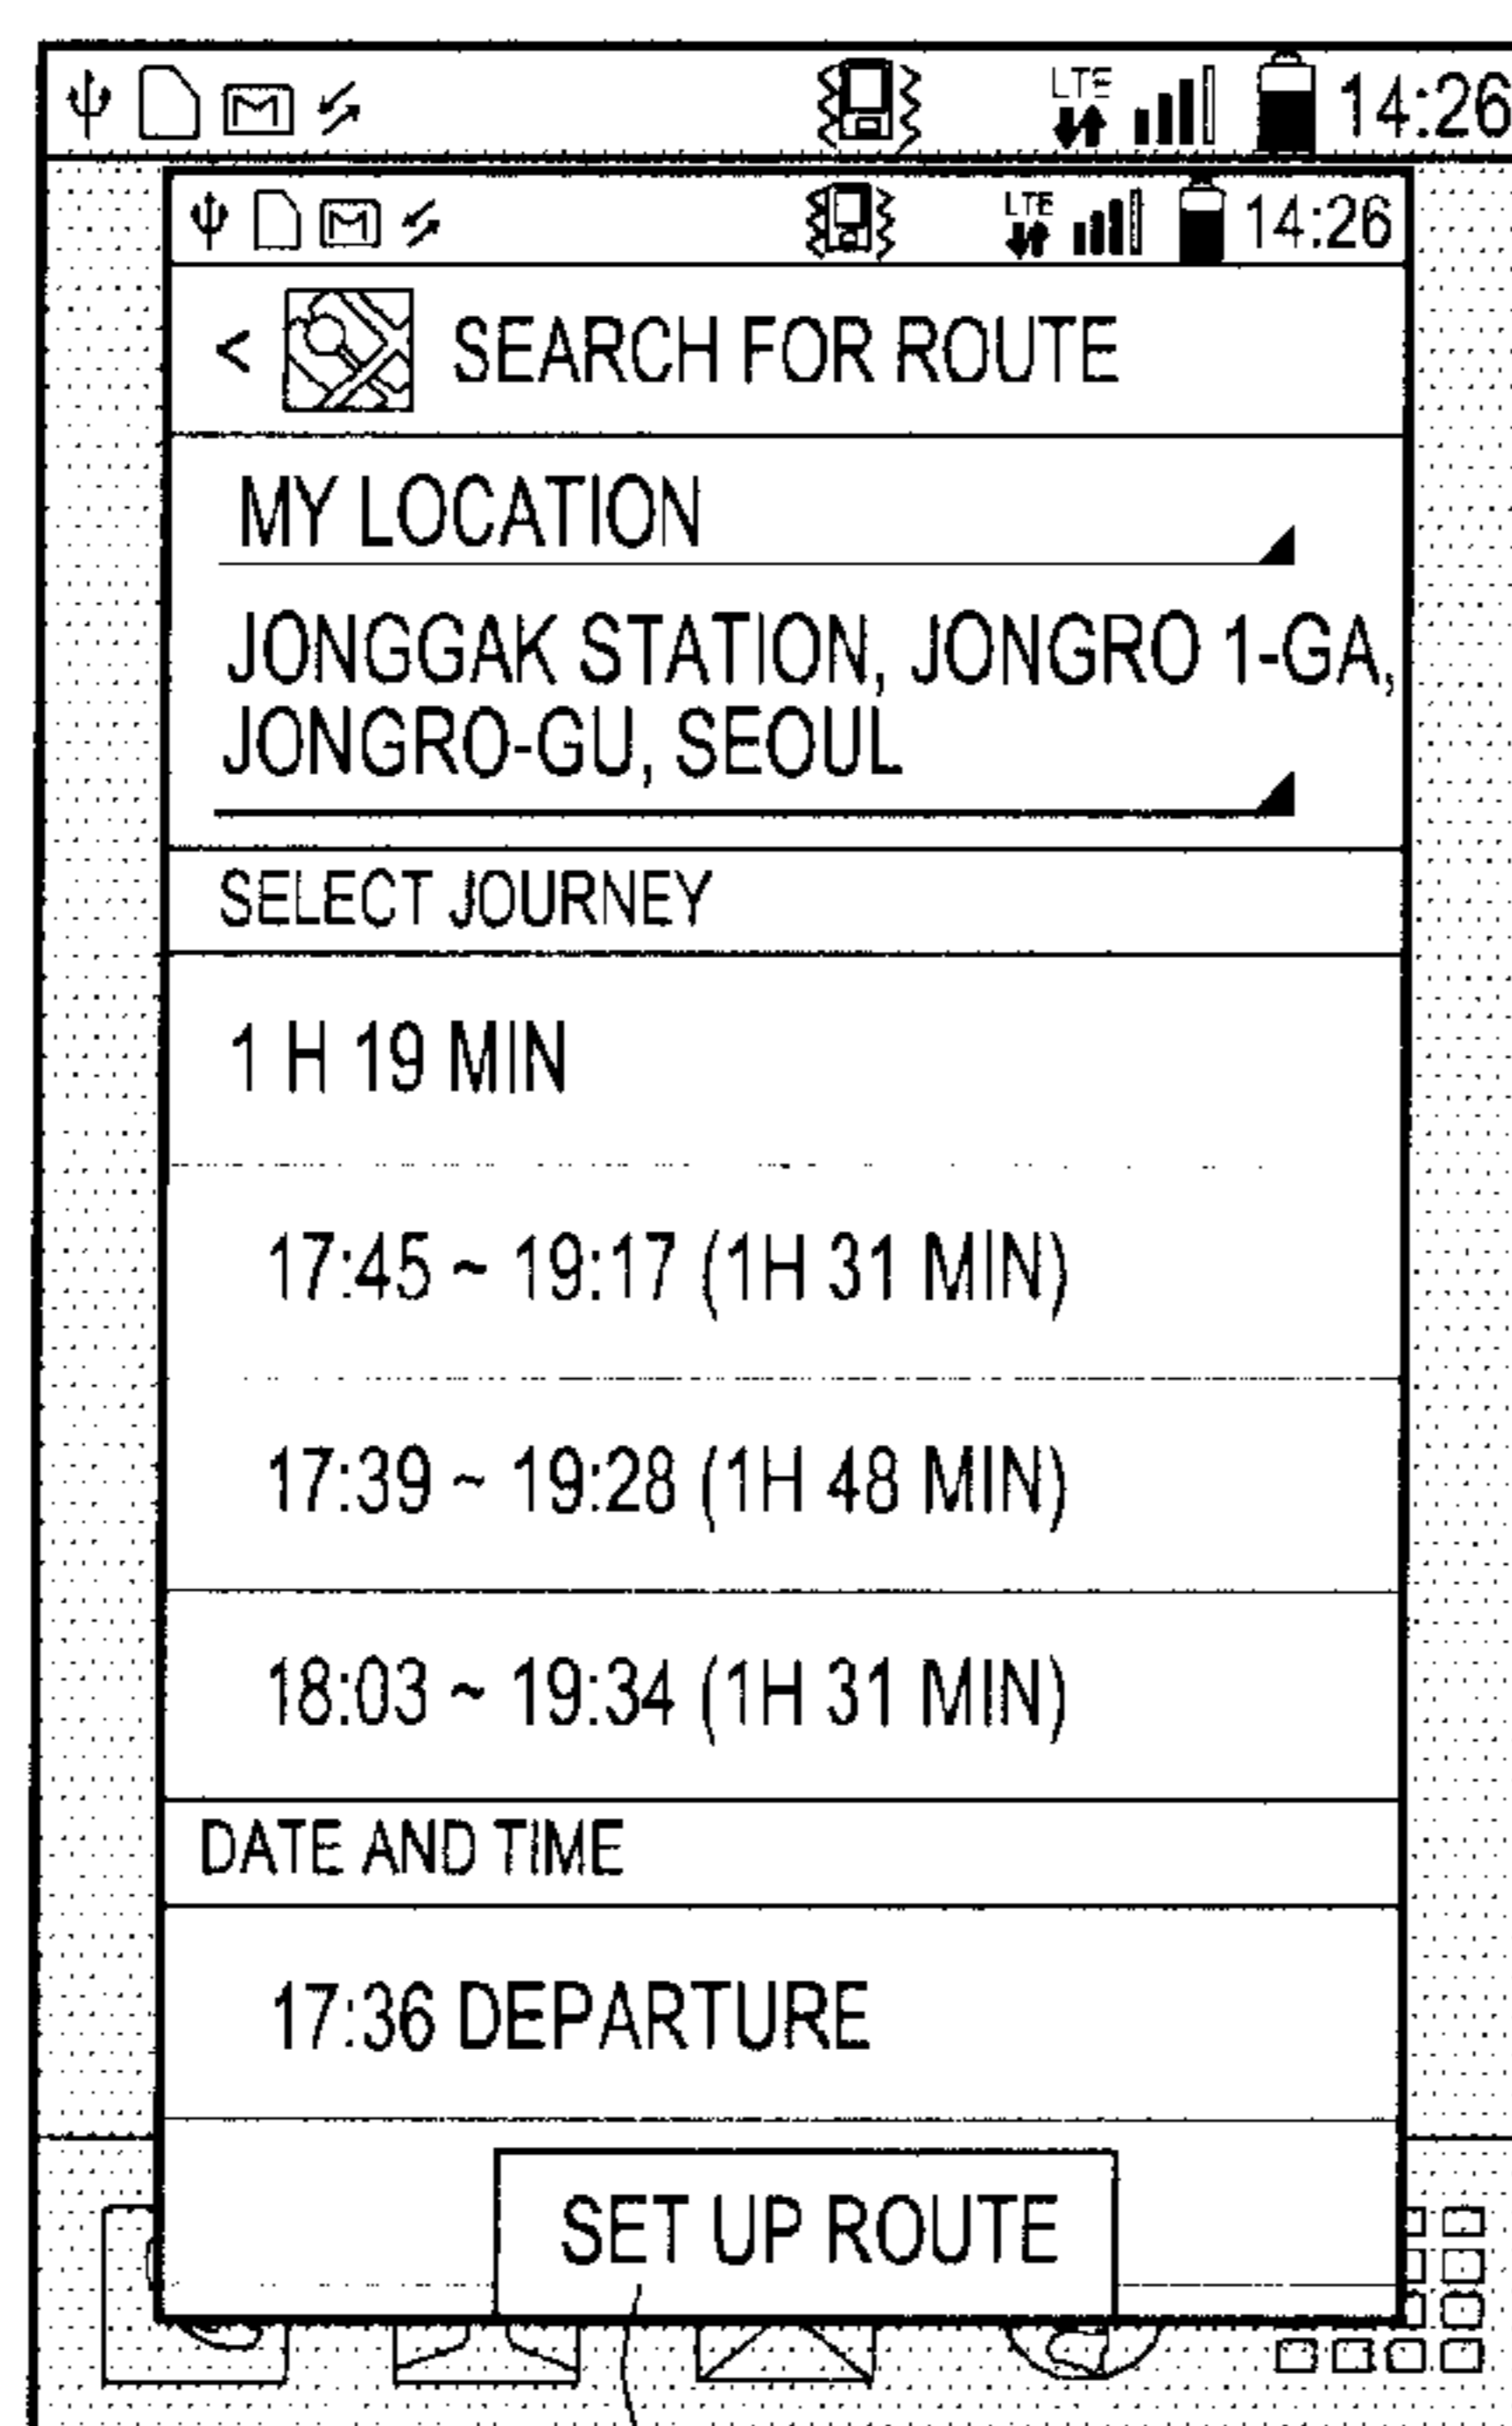 LTE 14:26
LTE 14:26
< SEARCH FOR ROUTE
MY LOCATION
JONGGAK STATION, JONGRO 1-GA,
JONGRO-GU, SEOUL
SELECT JOURNEY
1 H 19 MIN
17:45 ~ 19:17 (1H 31 MIN)
17:39 ~ 19:28 (1H 48 MIN)
18:03 ~ 19:34 (1H 31 MIN)
DATE AND TIME
17:36 DEPARTURE
SET UP ROUTE